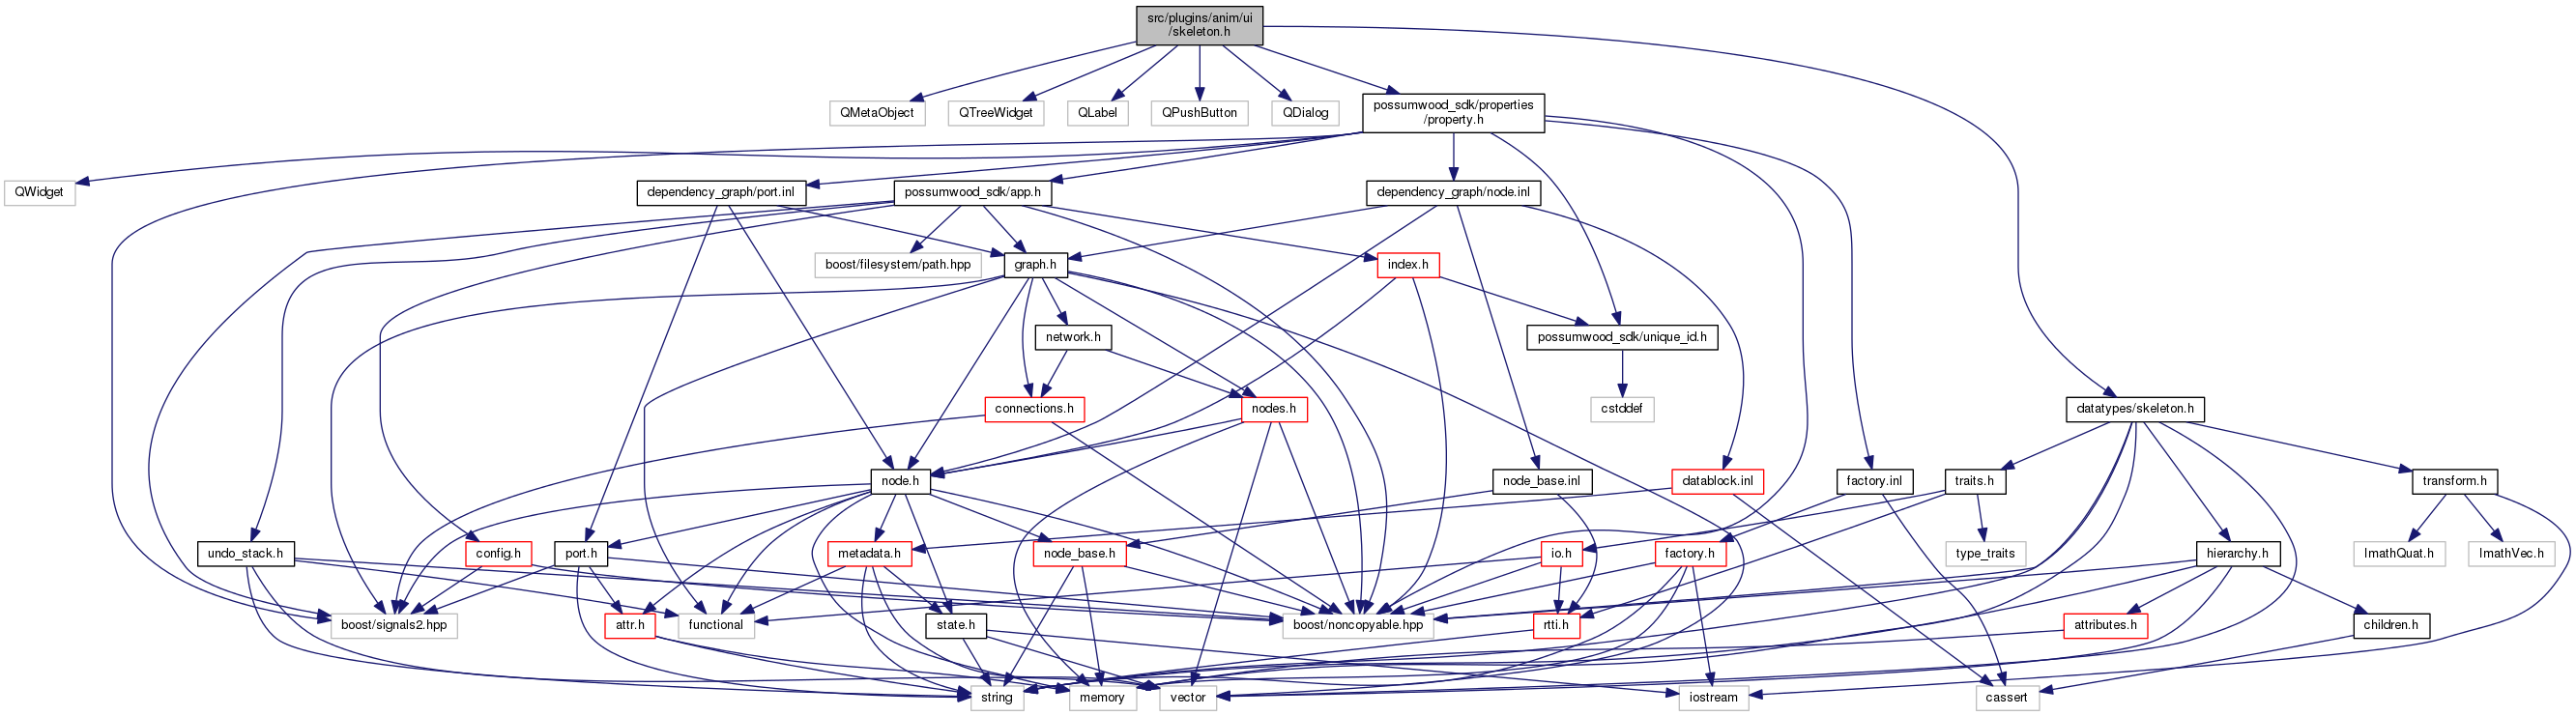 src/plugins/anim/ui
/skeleton.h
QMetaObject
QTreeWidget
QLabel
QPushButton
QDialog
possumwood_sdk/properties
/property.h
QWidget
dependency_graph/port.inl
possumwood_sdk/app.h
dependency_graph/node.inl
boost/filesystem/path.hpp
graph.h
index.h
network.h
possumwood_sdk/unique_id.h
connections.h
nodes.h
cstddef
datatypes/skeleton.h
node.h
node_base.inl
datablock.inl
factory.inl
traits.h
transform.h
undo_stack.h
config.h
port.h
metadata.h
node_base.h
io.h
factory.h
type_traits
hierarchy.h
ImathQuat.h
ImathVec.h
boost/signals2.hpp
attr.h
functional
state.h
boost/noncopyable.hpp
rtti.h
attributes.h
children.h
string
memory
vector
iostream
cassert